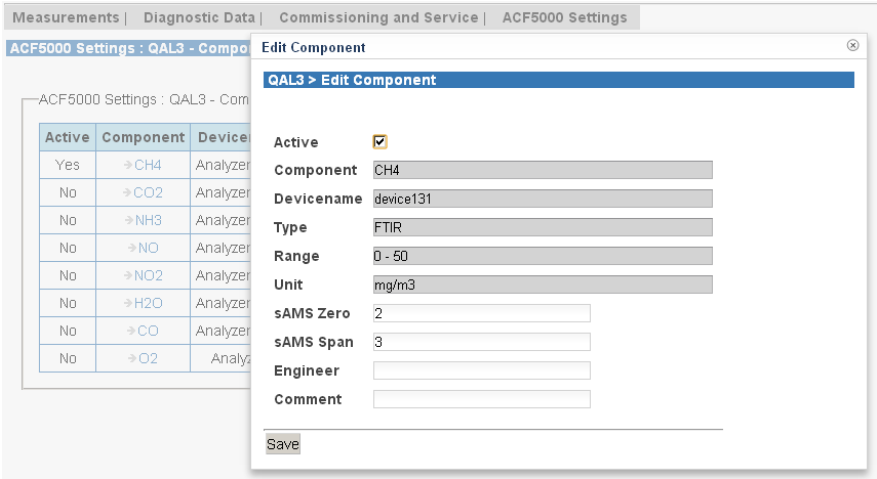 Measurements | Diagnostic Data | Commissioning and Service | ACF5000 Settings
ACF5000 Settings : QAL3 - Compo
ACF5000 Settings : QAL3 - Com
Active Component Device
Yes CH4 Analyzer
No CO2 Analyzer
No NH3 Analyzer
No NO Analyzer
No NO2 Analyzer
No H2O Analyzer
No CO Analyzer
No O2 Analyz
Edit Component
QAL3 > Edit Component
Active
Component CH4
Devicename device131
Type FTIR
Range 0 - 50
Unit mg/m3
sAMS Zero 2
sAMS Span 3
Engineer
Comment
Save